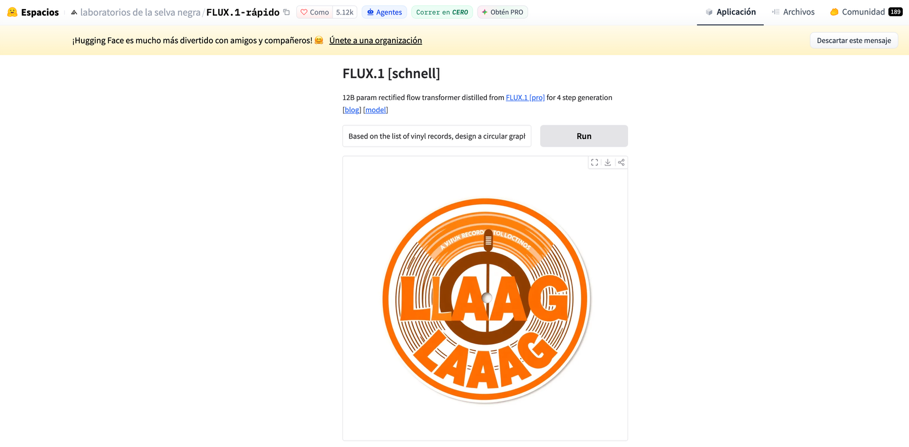 Espacios
laboratorios de la selva negra/FLUX.1-rápido
Como 5.12k
Agentes
Correr en CERO
Obtén PRO
Aplicación
Archivos
Comunidad 189
¡Hugging Face es mucho más divertido con amigos y compañeros! Únete a una organización
Descartar este mensaje
FLUX.1 [schnell]
12B param rectified flow transformer distilled from FLUX.1 [pro] for 4 step generation
[blog] [model]
Based on the list of vinyl records, design a circular graph
Run
LLAAG
LAAAG